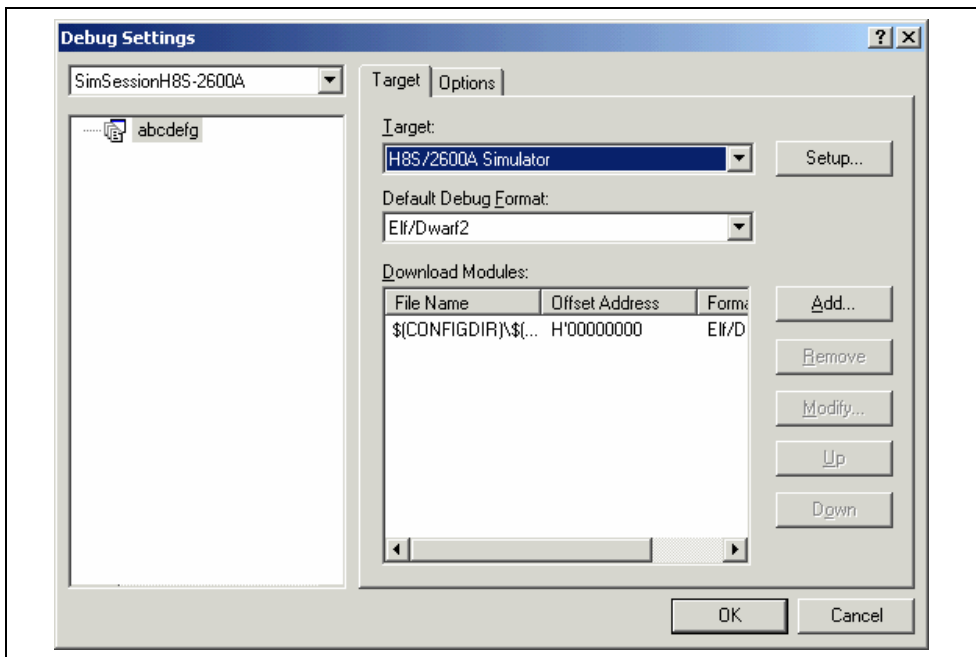 Debug Settings
SimSessionH8S-2600A
abcdefg
Target Options
Target:
H8S/2600A Simulator
Setup...
Default Debug Format:
Elf/Dwarf2
Download Modules:
File Name Offset Address Forma
$(CONFIGDIR)\$(... H'00000000 Elf/D
Add...
Remove
Modify...
Up
Down
OK Cancel